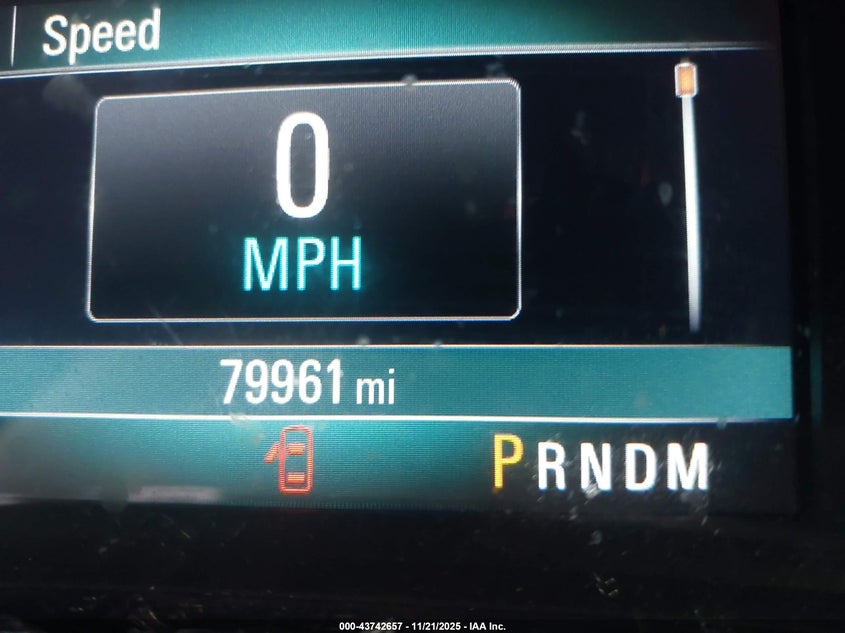 Speed
0
MPH
79961 mi
PRNDM
000-43742657 - 11/21/2025 - IAA Inc.